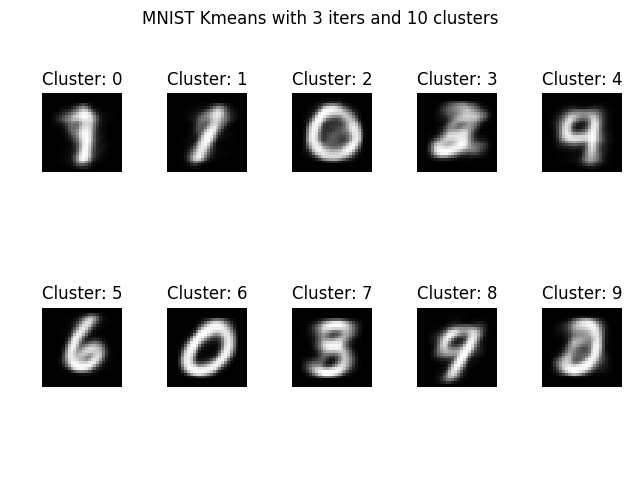 MNIST Kmeans with 3 iters and 10 clusters
Cluster: 0 Cluster: 1 Cluster: 2 Cluster: 3 Cluster: 4
Cluster: 5 Cluster: 6 Cluster: 7 Cluster: 8 Cluster: 9